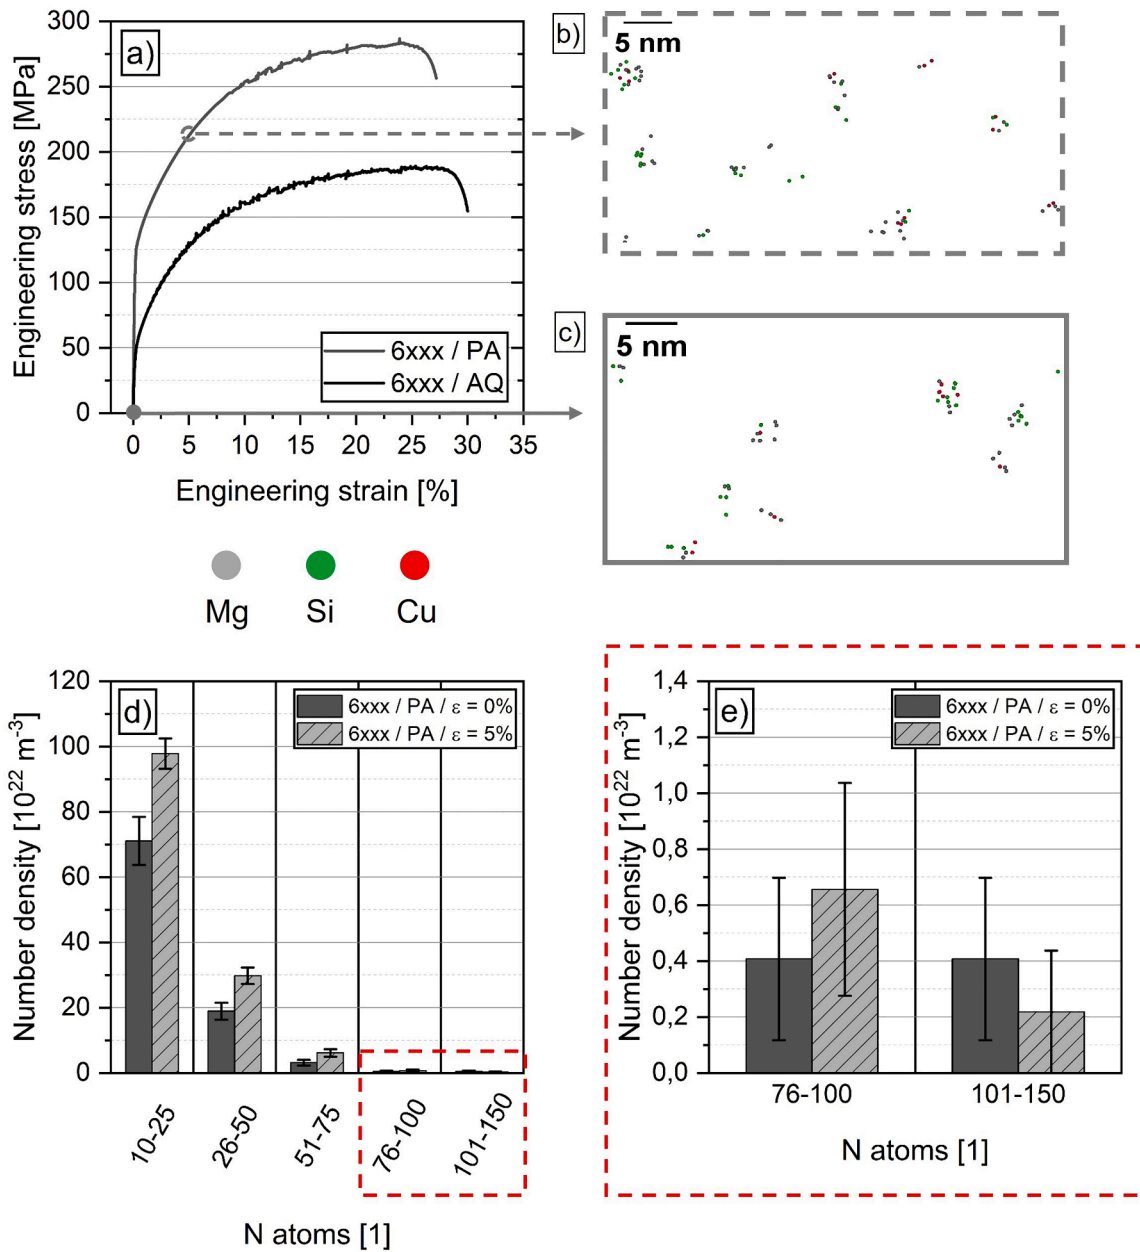 a)
Engineering stress [MPa]
300
250
200
150
100
50
0
0 5 10 15 20 25 30 35
Engineering strain [%]
6xxx / PA
6xxx / AQ
b)
5 nm
c)
5 nm
Mg Si Cu
d)
Number density [10²² m⁻³]
120
100
80
60
40
20
0
6xxx / PA / ε = 0%
6xxx / PA / ε = 5%
10-25 26-50 51-75 76-100 101-150
N atoms [1]
e)
Number density [10²² m⁻³]
1,4
1,2
1,0
0,8
0,6
0,4
0,2
0,0
6xxx / PA / ε = 0%
6xxx / PA / ε = 5%
76-100 101-150
N atoms [1]